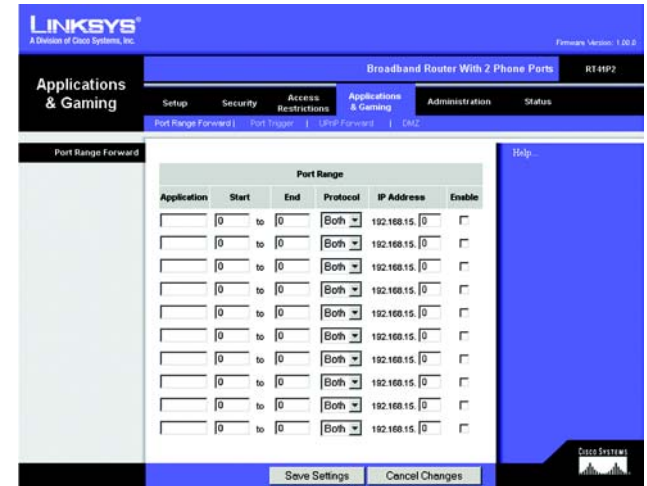 LINKSYS®
A Division of Cisco Systems, Inc.
Firmware Version: 1.00.0
Broadband Router With 2 Phone Ports RT41P2
Applications & Gaming
Setup Security Access Restrictions Applications & Gaming Administration Status
Port Range Forward | Port Trigger | UPnP Forward | DMZ
Port Range Forward
Help...
Port Range
Application Start End Protocol IP Address Enable
0 to 0 Both 192.168.15. 0
0 to 0 Both 192.168.15. 0
0 to 0 Both 192.168.15. 0
0 to 0 Both 192.168.15. 0
0 to 0 Both 192.168.15. 0
0 to 0 Both 192.168.15. 0
0 to 0 Both 192.168.15. 0
0 to 0 Both 192.168.15. 0
0 to 0 Both 192.168.15. 0
0 to 0 Both 192.168.15. 0
Save Settings Cancel Changes
CISCO SYSTEMS